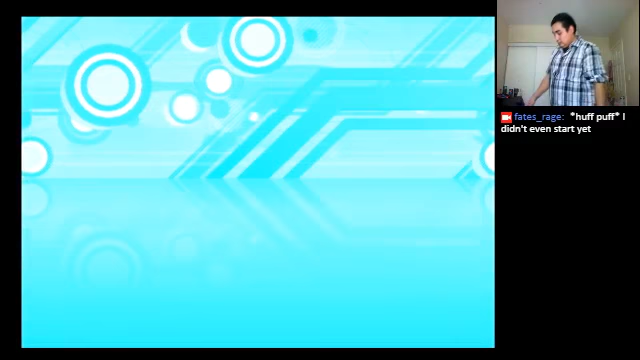 fates_rage: *huff puff* I
didn't even start yet